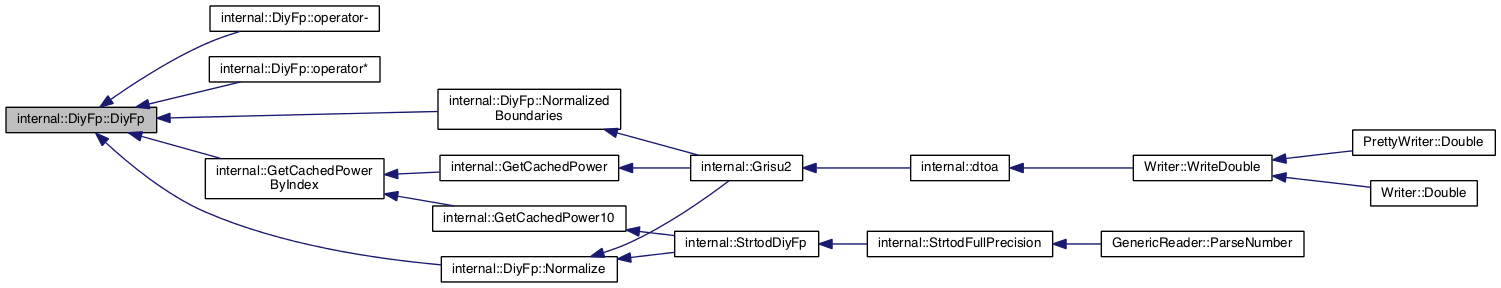 internal::DiyFp::DiyFp
internal::DiyFp::operator-
internal::DiyFp::operator*
internal::DiyFp::Normalized
Boundaries
internal::GetCachedPower
ByIndex
internal::GetCachedPower
internal::GetCachedPower10
internal::DiyFp::Normalize
internal::Grisu2
internal::StrtodDiyFp
internal::dtoa
internal::StrtodFullPrecision
Writer::WriteDouble
GenericReader::ParseNumber
PrettyWriter::Double
Writer::Double